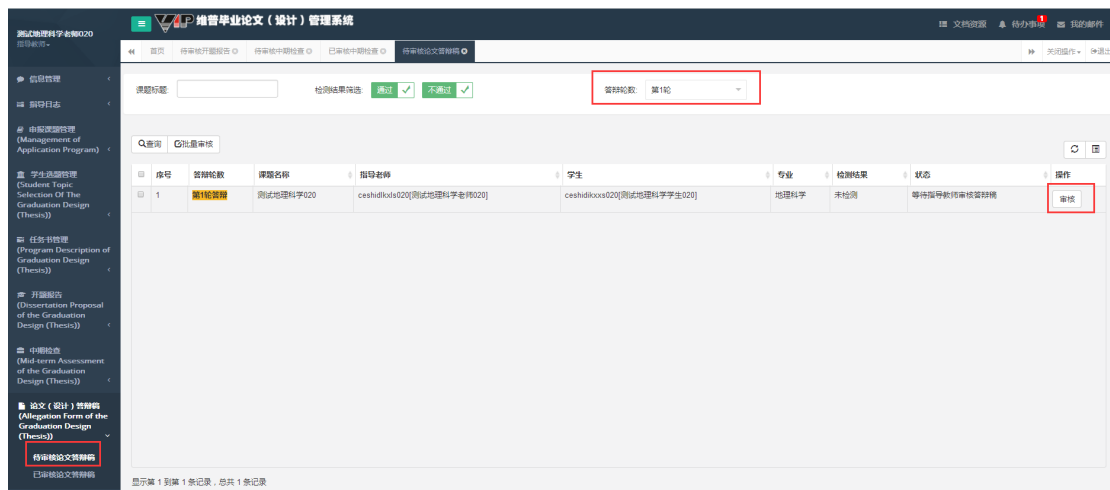 测试地理科学老师020
指导教师
维普毕业论文（设计）管理系统
文档资源
待办事项
1
我的邮件
首页
待审核开题报告
待审核中期检查
已审核中期检查
待审核论文答辩稿
关闭操作
退出
信息管理
指导日志
申报课题管理
(Management of
Application Program)
学生选题管理
(Student Topic
Selection Of The
Graduation Design
(Thesis))
任务书管理
(Program Description of
Graduation Design
(Thesis))
开题报告
(Dissertation Proposal
of the Graduation
Design (Thesis))
中期检查
(Mid-term Assessment
of the Graduation
Design (Thesis))
论文（设计）答辩稿
(Allegation Form of the
Graduation Design
(Thesis))
待审核论文答辩稿
已审核论文答辩稿
课题标题:
检测结果筛选: 通过 不通过
答辩轮数: 第1轮
查询 批量审核
序号 答辩轮数 课题名称 指导老师 学生 专业 检测结果 状态 操作
1 第1轮答辩 测试地理科学020 ceshidlkxls020[测试地理科学老师020] ceshidikxxs020[测试地理科学学生020] 地理科学 未检测 等待指导教师审核答辩稿 审核
显示第 1 到第 1 条记录，总共 1 条记录